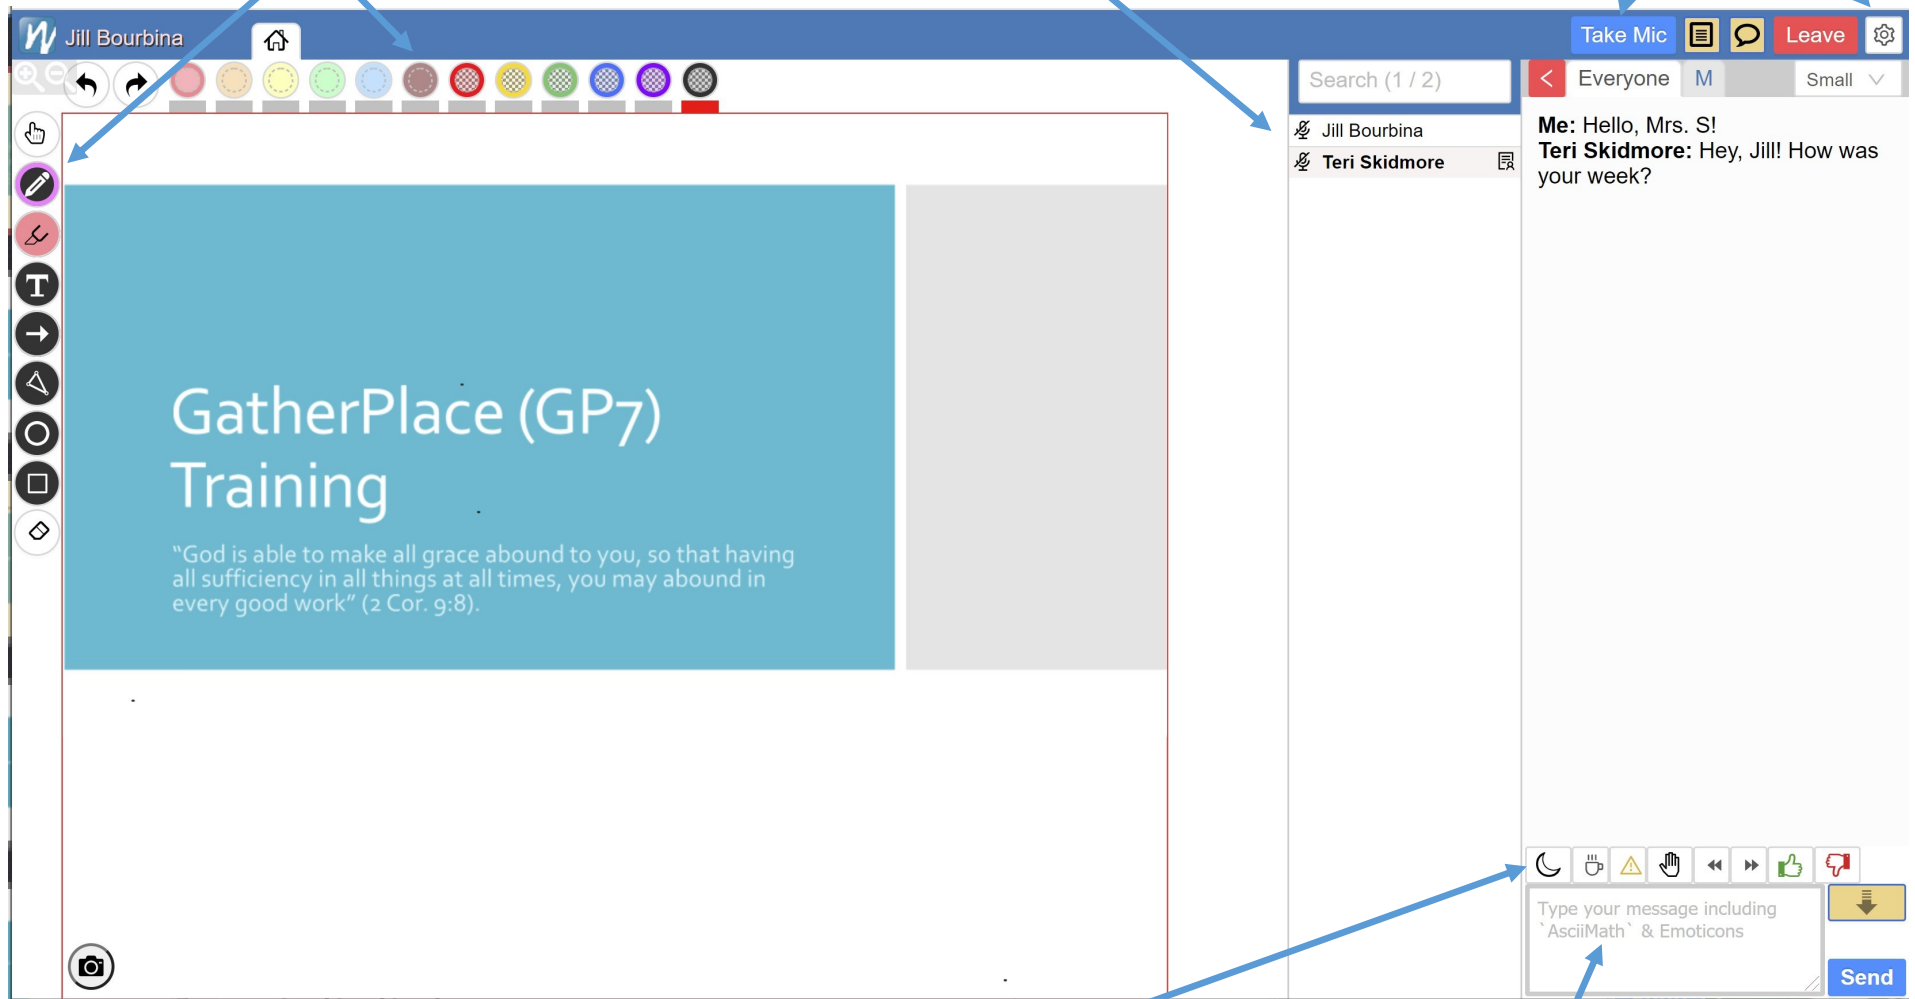 Jill Bourbina
Take Mic
Leave
Search (1 / 2)
Everyone
M
Small
Jill Bourbina
Teri Skidmore
Me: Hello, Mrs. S!
Teri Skidmore: Hey, Jill! How was
your week?
T
GatherPlace (GP7)
Training
“God is able to make all grace abound to you, so that having
all sufficiency in all things at all times, you may abound in
every good work” (2 Cor. 9:8).
Type your message including
`AsciiMath` & Emoticons
Send